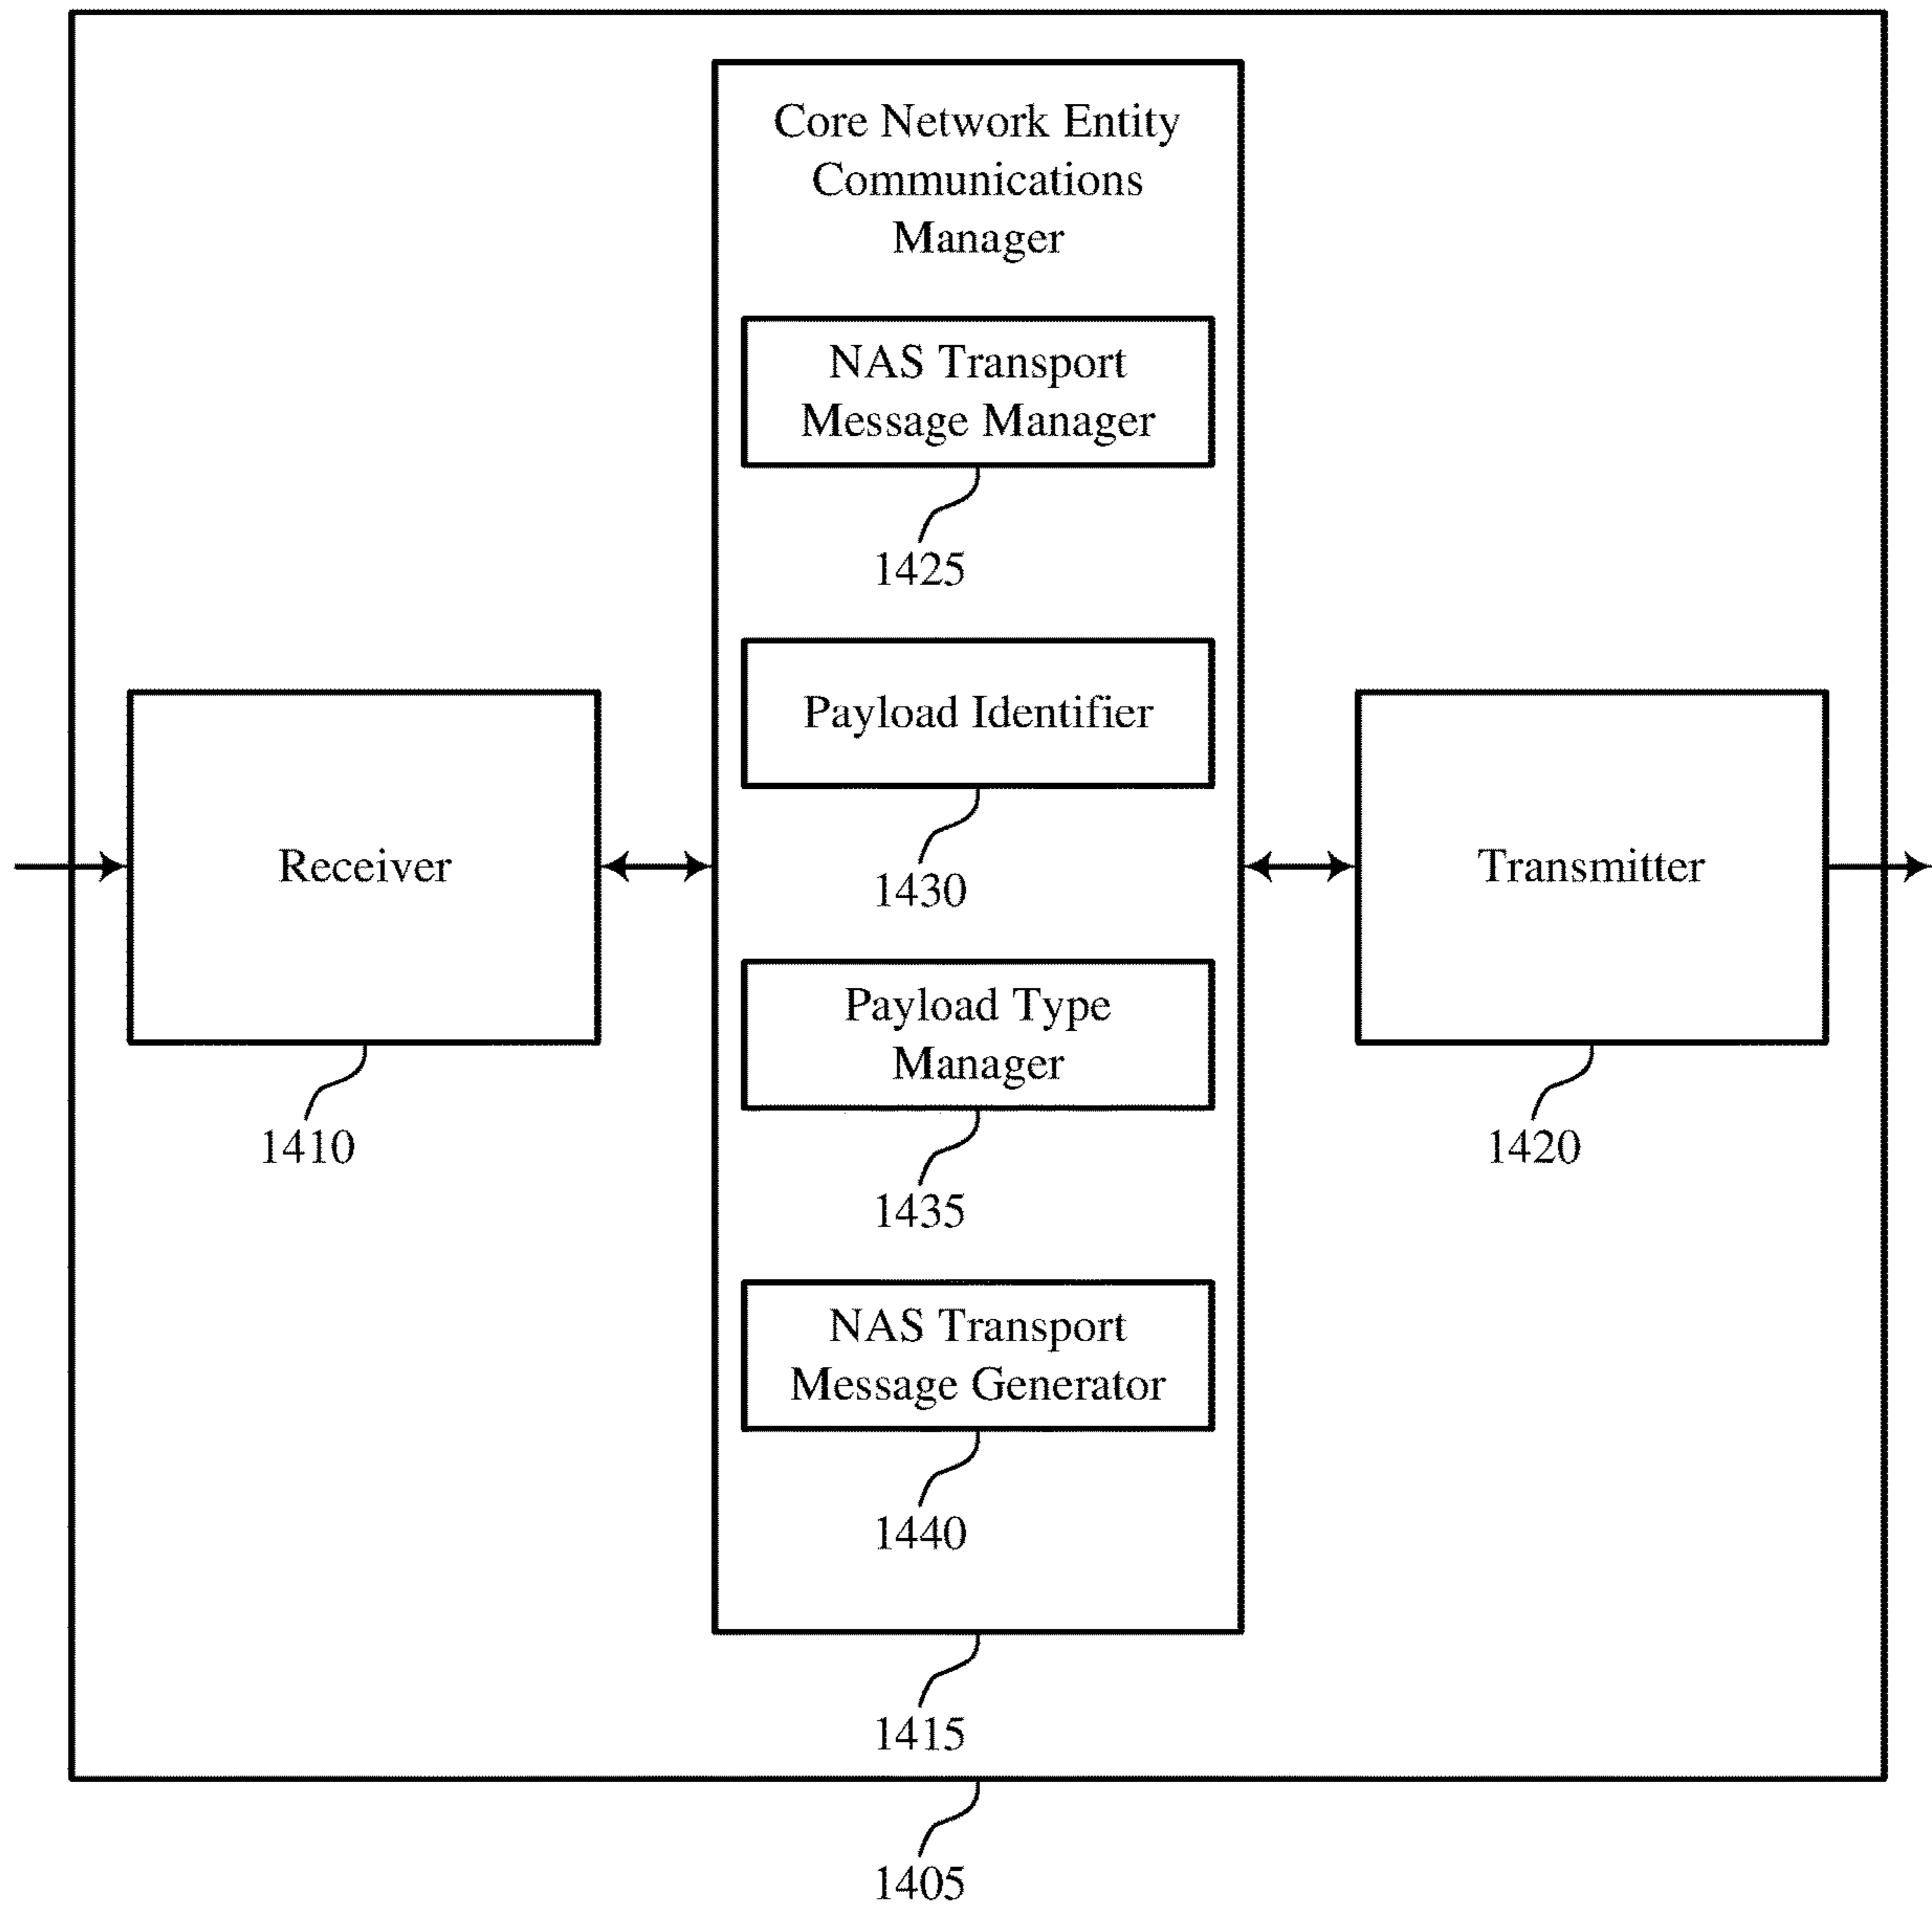 Core Network Entity
Communications
Manager
NAS Transport
Message Manager
1425
Payload Identifier
1430
Receiver
1410
Transmitter
1420
Payload Type
Manager
1435
NAS Transport
Message Generator
1440
1415
1405